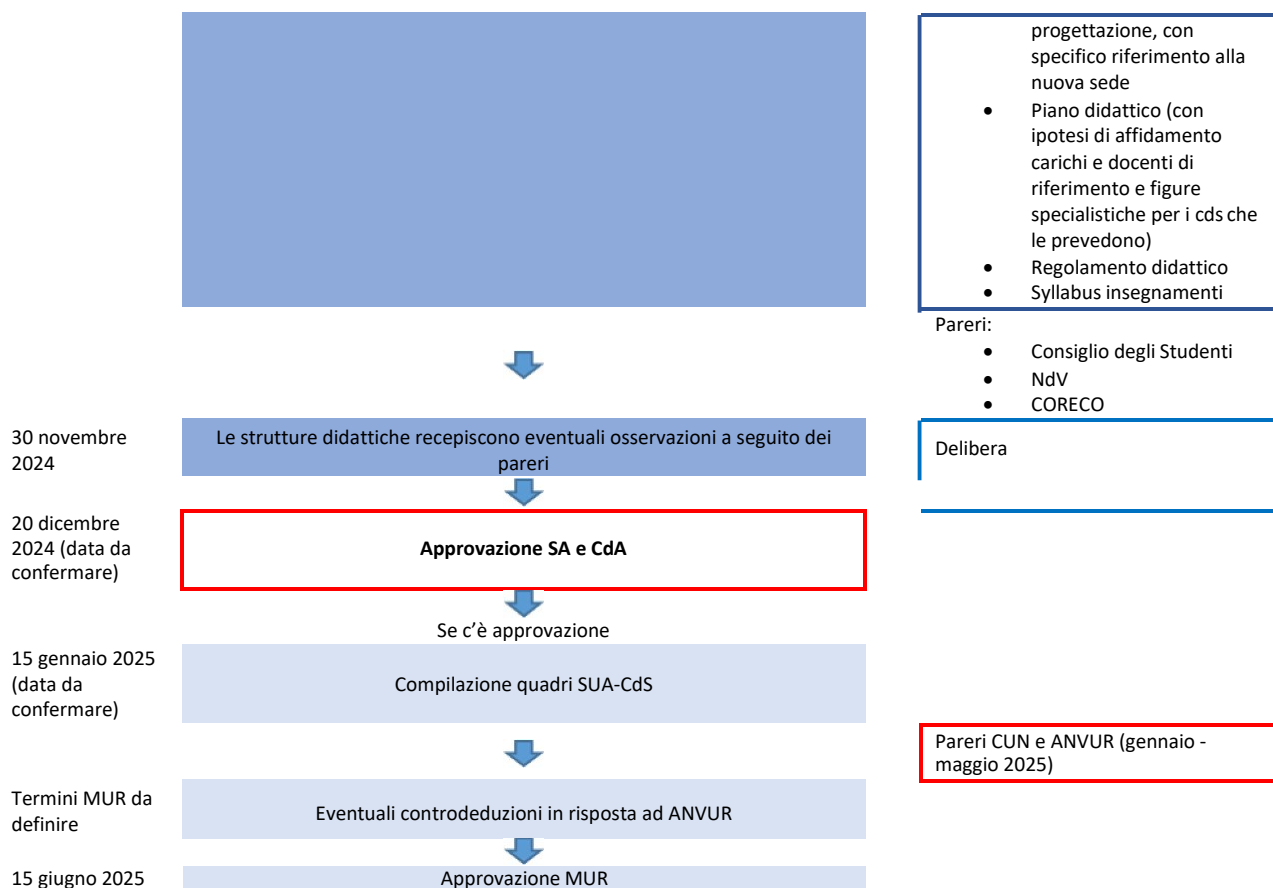 progettazione, con
specifico riferimento alla
nuova sede
• Piano didattico (con
ipotesi di affidamento
carichi e docenti di
riferimento e figure
specialistiche per i cds che
le prevedono)
• Regolamento didattico
• Syllabus insegnamenti
Pareri:
• Consiglio degli Studenti
• NdV
• CORECO
30 novembre
2024
Le strutture didattiche recepiscono eventuali osservazioni a seguito dei
pareri
Delibera
20 dicembre
2024 (data da
confermare)
Approvazione SA e CdA
Se c'è approvazione
15 gennaio 2025
(data da
confermare)
Compilazione quadri SUA-CdS
Pareri CUN e ANVUR (gennaio -
maggio 2025)
Termini MUR da
definire
Eventuali controdeduzioni in risposta ad ANVUR
15 giugno 2025
Approvazione MUR